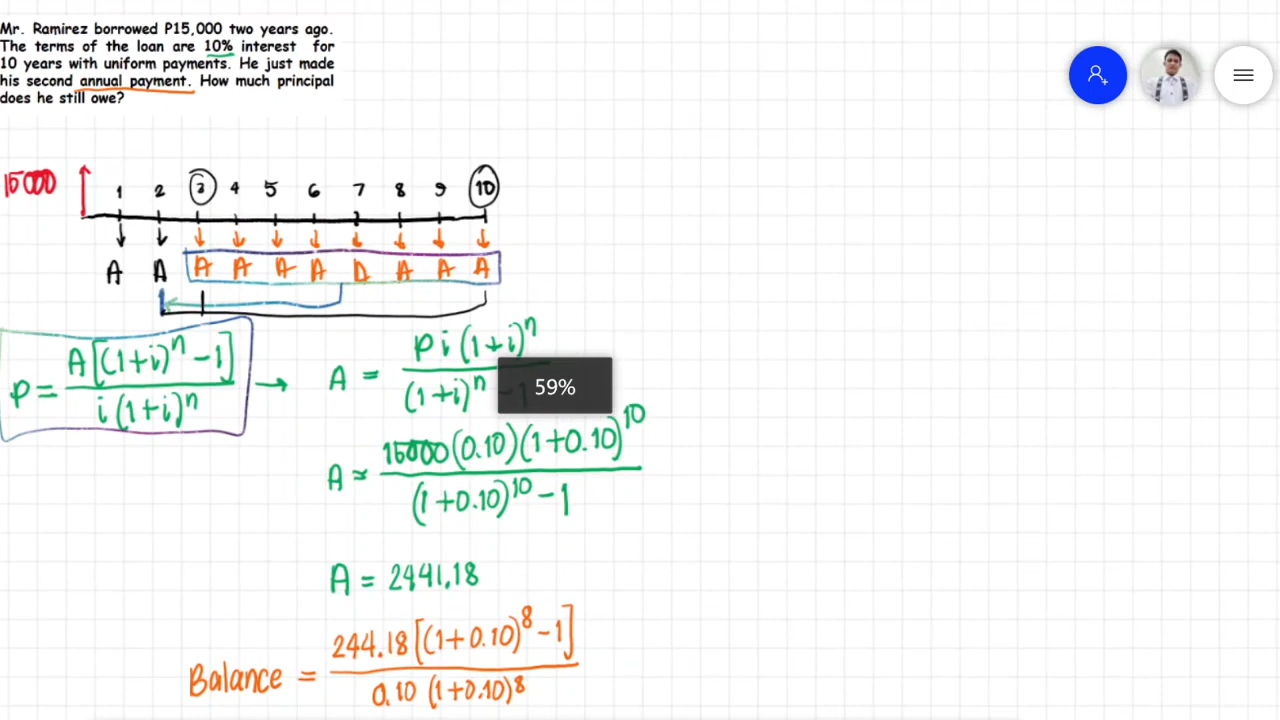 Mr. Ramirez borrowed P15,000 two years ago.
The terms of the loan are 10% interest for
10 years with uniform payments. He just made
his second annual payment. How much principal
does he still owe?
15000 1 2 3 4 5 6 7 8 9 10
A A A A A A A A A A
P = A[(1+i)^n - 1] / i(1+i)^n → A = Pi(1+i)^n / (1+i)^n - 1
59%
A = 15000(0.10)(1+0.10)^10 / (1+0.10)^10 - 1
A = 2441.18
Balance = 244.18[(1+0.10)^8 - 1] / 0.10 (1+0.10)^8